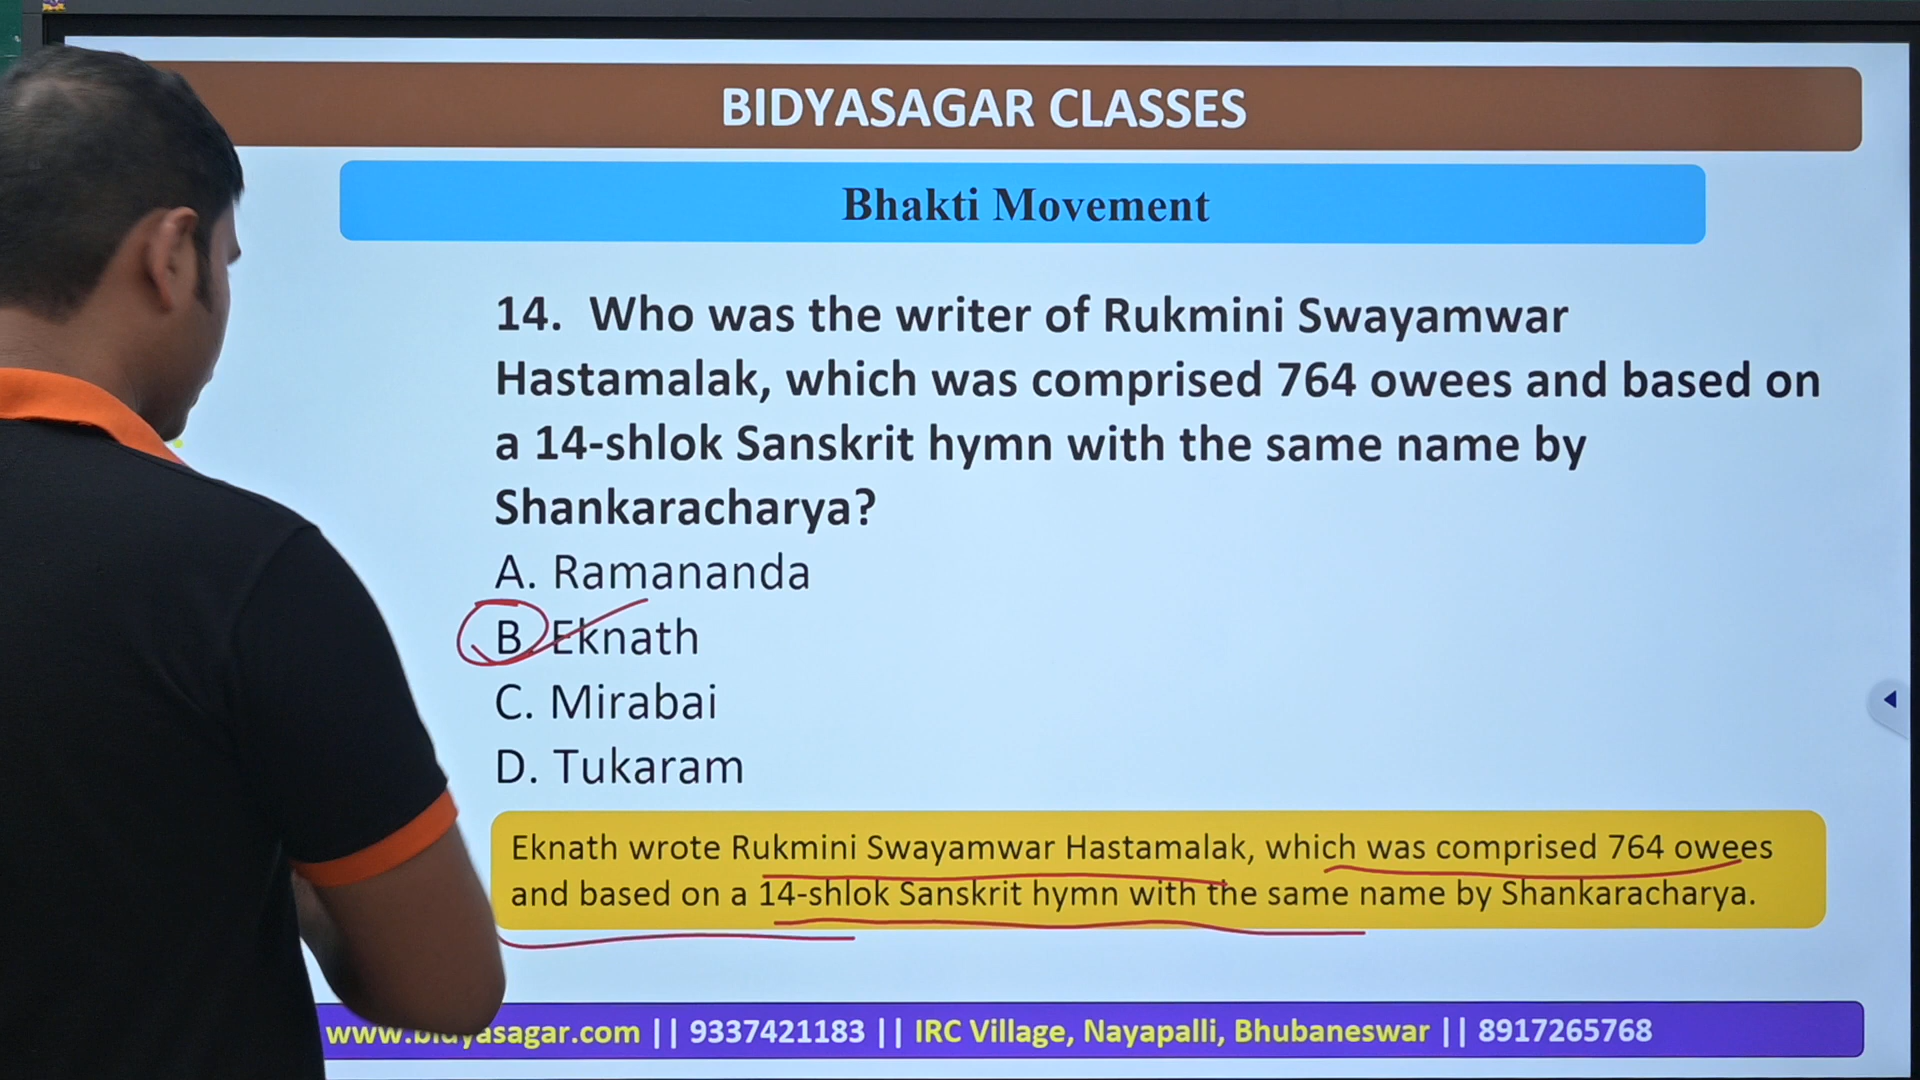 BIDYASAGAR CLASSES
Bhakti Movement
14. Who was the writer of Rukmini Swayamwar
Hastamalak, which was comprised 764 owees and based on
a 14-shlok Sanskrit hymn with the same name by
Shankaracharya?
A. Ramananda
B. Eknath
C. Mirabai
D. Tukaram
Eknath wrote Rukmini Swayamwar Hastamalak, which was comprised 764 owees
and based on a 14-shlok Sanskrit hymn with the same name by Shankaracharya.
www.bidyasagar.com || 9337421183 || IRC Village, Nayapalli, Bhubaneswar || 8917265768